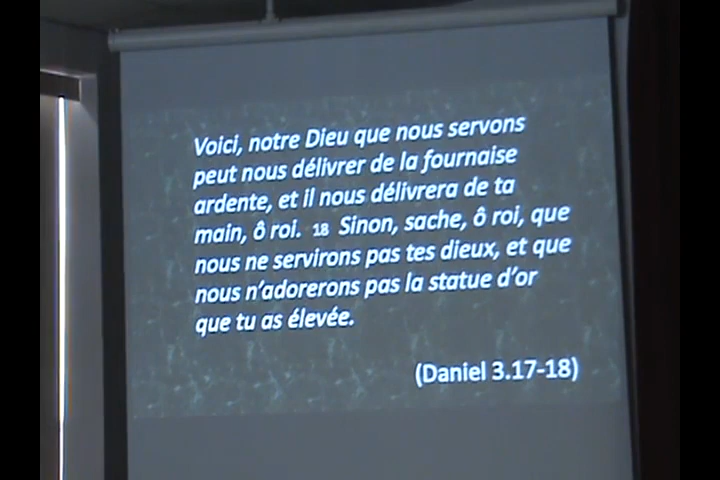 Voici, notre Dieu que nous servons
peut nous délivrer de la fournaise
ardente, et il nous délivrera de ta
main, ô roi. 18 Sinon, sache, ô roi, que
nous ne servirons pas tes dieux, et que
nous n’adorerons pas la statue d’or
que tu as élevée.
(Daniel 3.17-18)